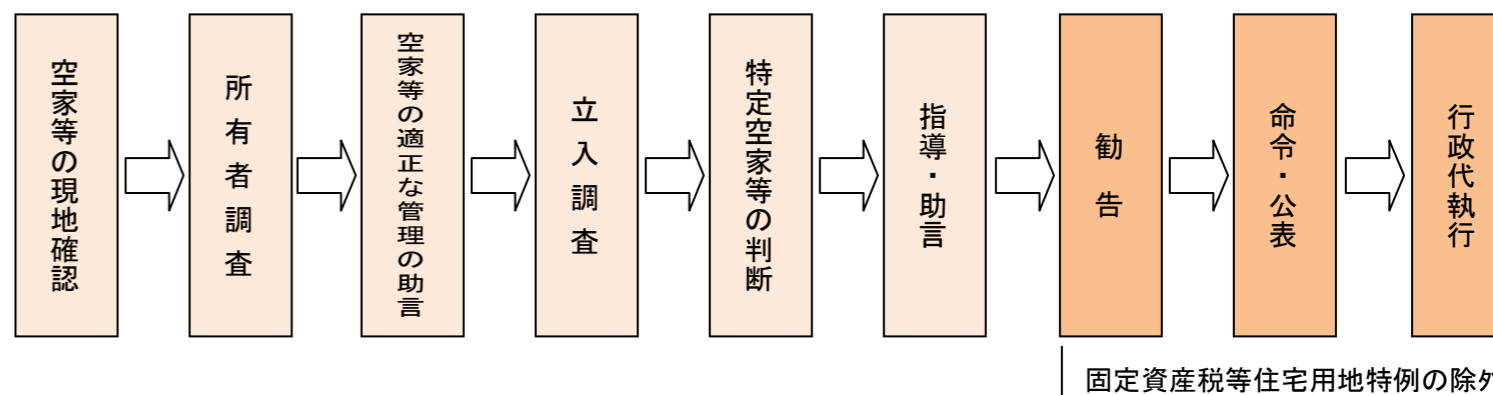 空家等の現地確認
所有者調査
空家等の適正な管理の助言
立入調査
特定空家等の判断
指導・助言
勧告
命令・公表
行政代執行
固定資産税等住宅用地特例の除外